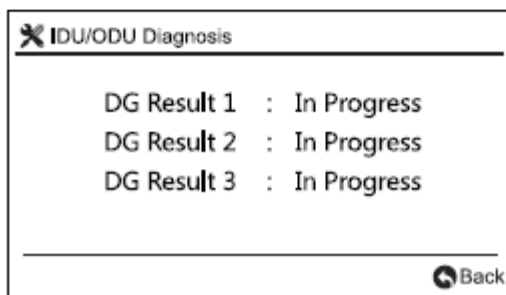 IDU/ODU Diagnosis
DG Result 1 : In Progress
DG Result 2 : In Progress
DG Result 3 : In Progress
Back